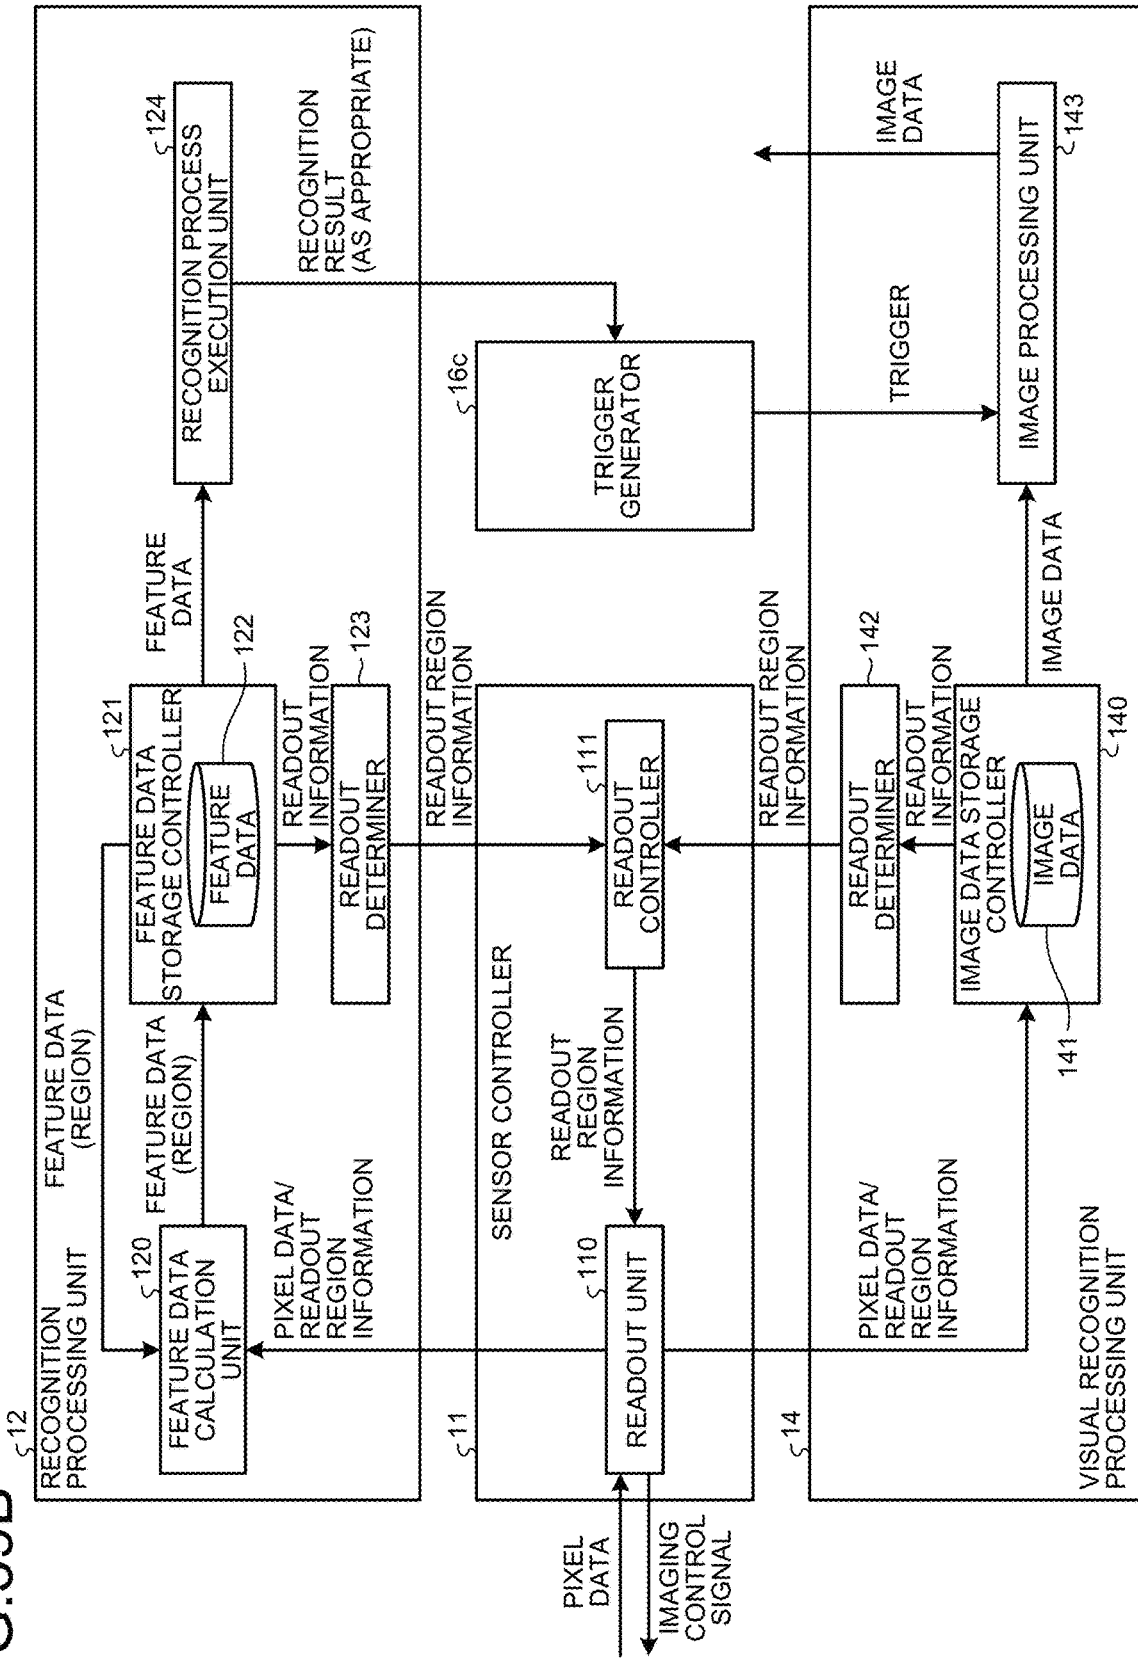 12
RECOGNITION
PROCESSING UNIT
FEATURE DATA
(REGION)
120
FEATURE DATA
CALCULATION
UNIT
FEATURE DATA
(REGION)
121
FEATURE DATA
STORAGE CONTROLLER
FEATURE
DATA
122
FEATURE
DATA
124
RECOGNITION PROCESS
EXECUTION UNIT
PIXEL DATA/
READOUT
REGION
INFORMATION
READOUT
INFORMATION
READOUT
DETERMINER
123
RECOGNITION
RESULT
(AS APPROPRIATE)
READOUT REGION
INFORMATION
11
SENSOR CONTROLLER
PIXEL
DATA
IMAGING
CONTROL
SIGNAL
110
READOUT UNIT
READOUT
REGION
INFORMATION
111
READOUT
CONTROLLER
16c
TRIGGER
GENERATOR
READOUT REGION
INFORMATION
14
PIXEL DATA/
READOUT
REGION
INFORMATION
READOUT
DETERMINER
142
READOUT
INFORMATION
TRIGGER
IMAGE
DATA
IMAGE DATA STORAGE
CONTROLLER
IMAGE
DATA
141
140
IMAGE DATA
IMAGE PROCESSING UNIT
143
VISUAL RECOGNITION
PROCESSING UNIT